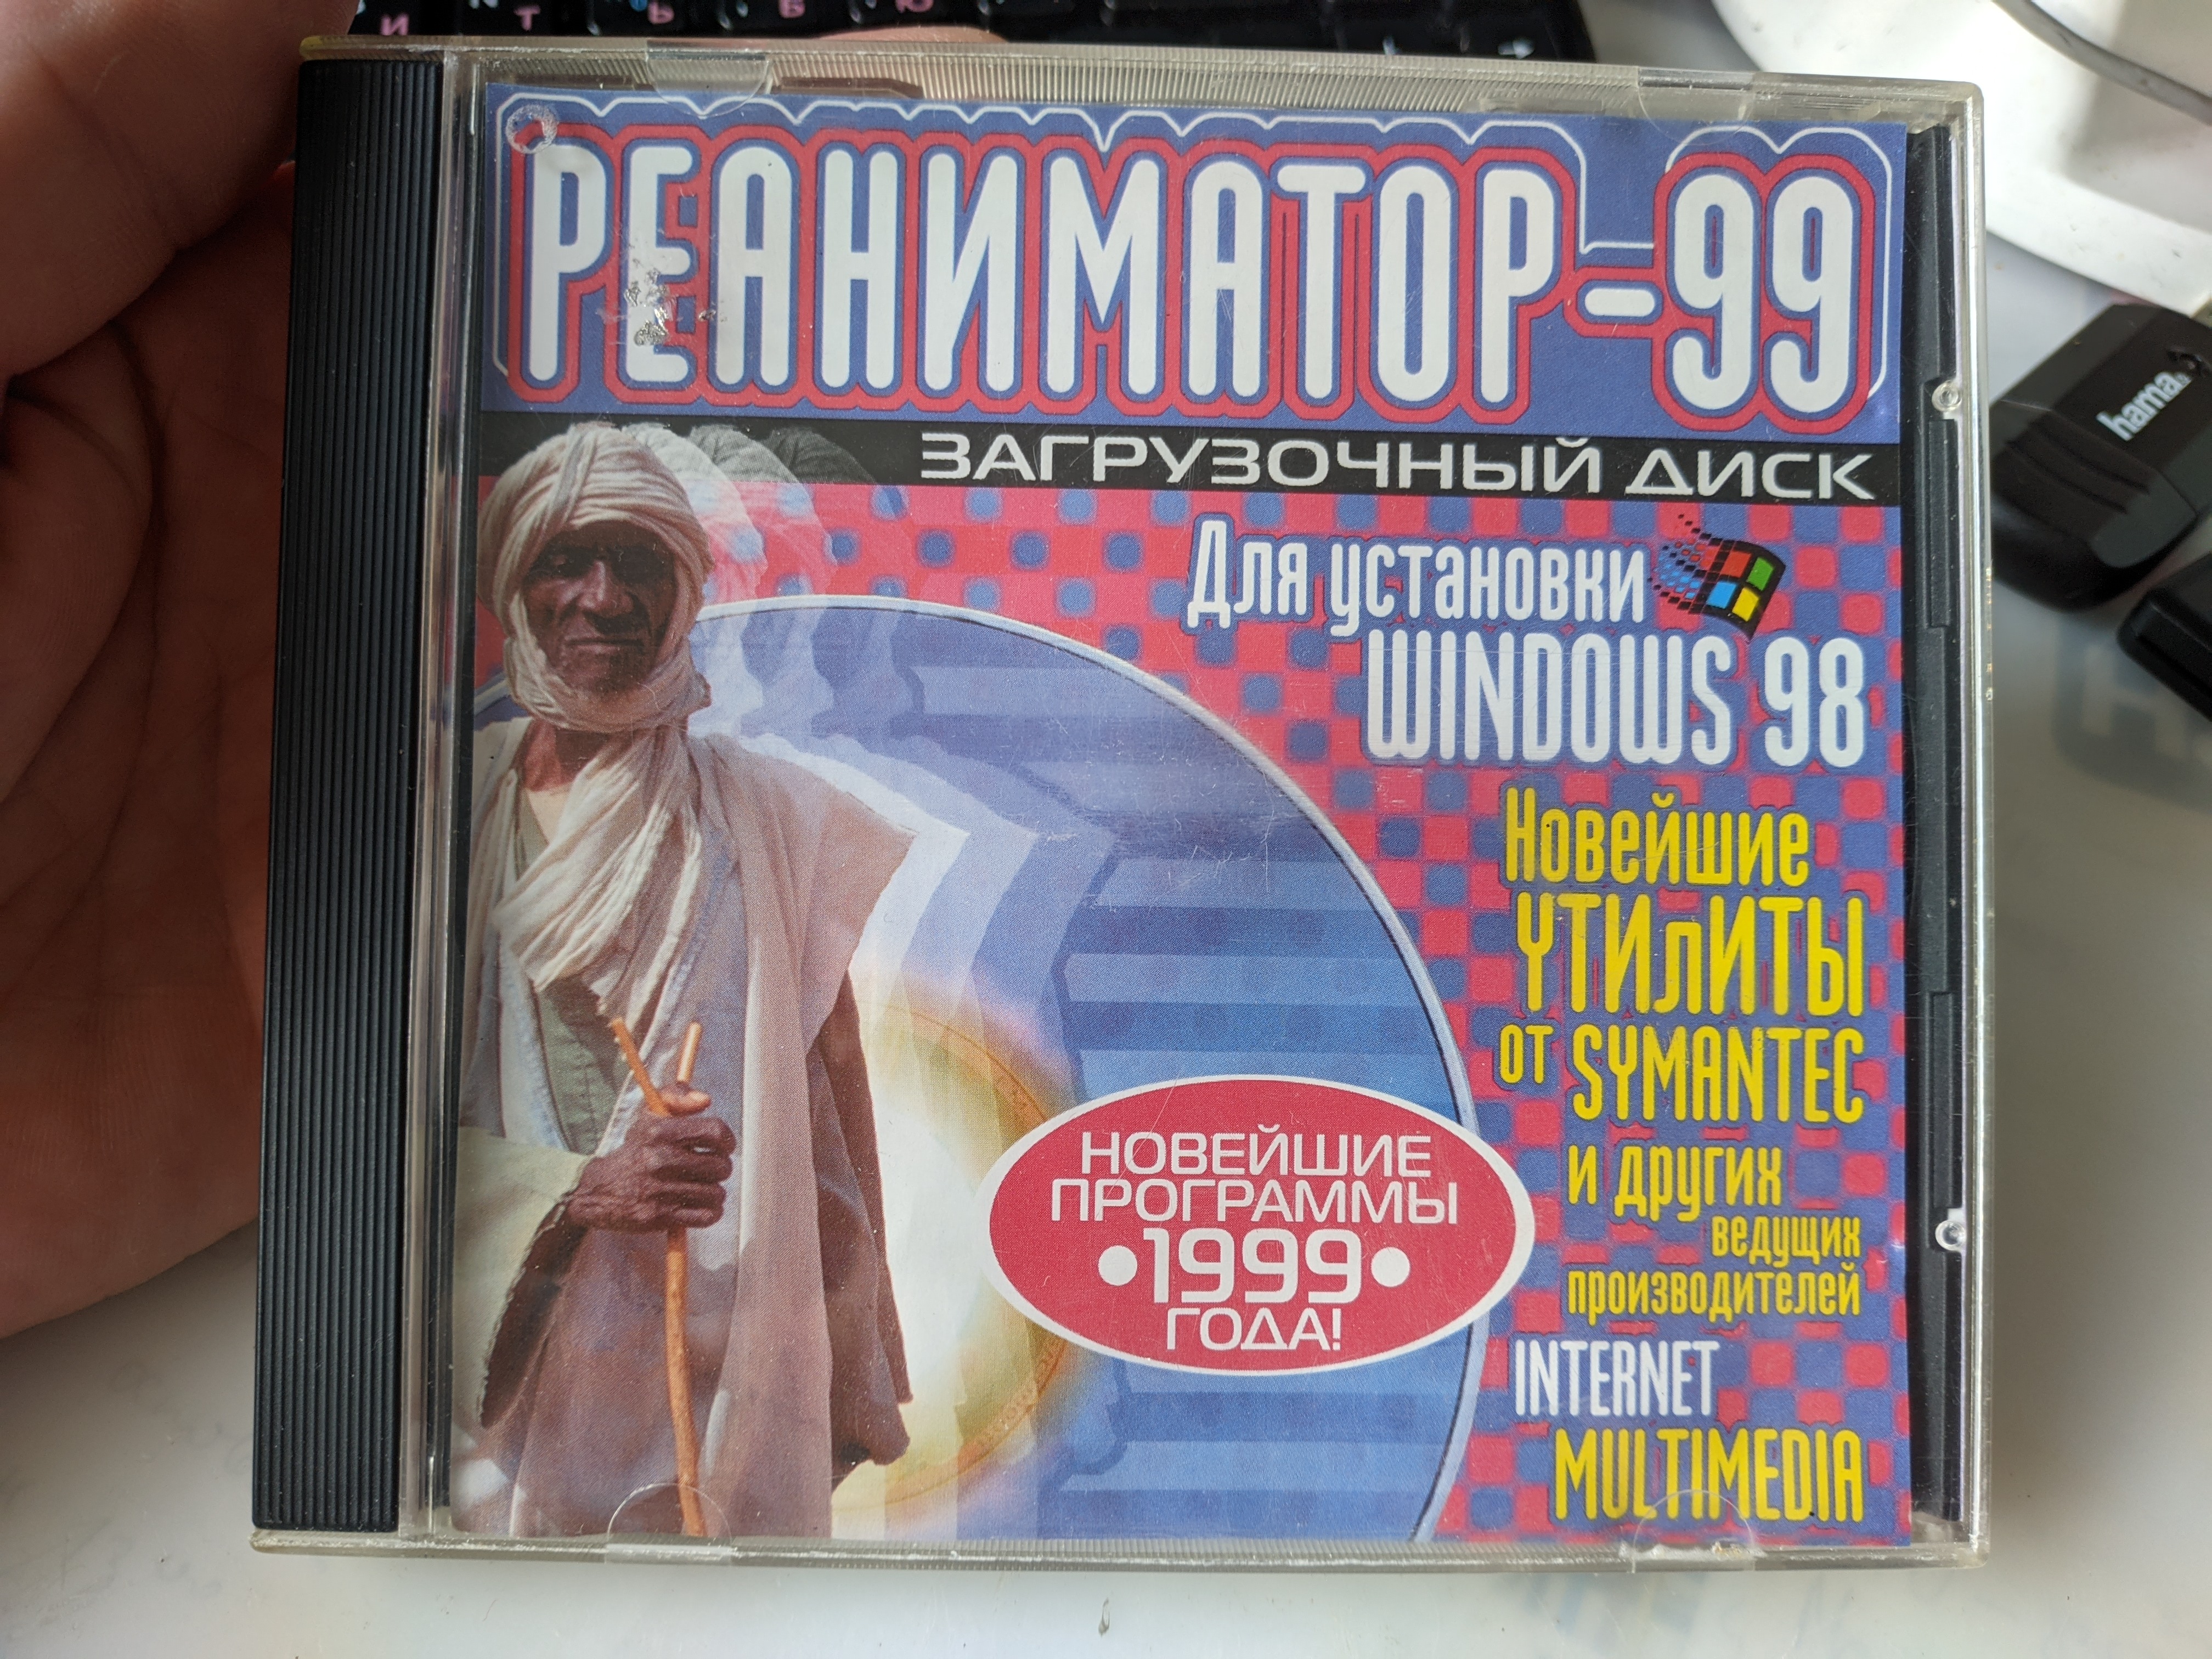 И Т Ь Б Ю
РЕАНИМАТОР-99
ЗАГРУЗОЧНЫЙ ДИСК
Для установки
WINDOWS 98
Новейшие
УТИЛИТЫ
от SYMANTEC
и других
ведущих
производителей
INTERNET
MULTIMEDIA
НОВЕЙШИЕ
ПРОГРАММЫ
•1999•
ГОДА!
hama